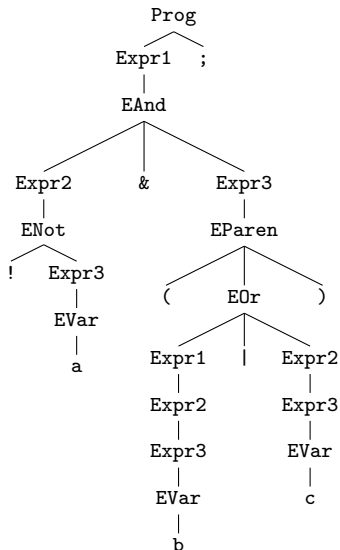 Prog
Expr1 ;
EAnd
Expr2 & Expr3
ENot EParen
! Expr3 ( EOr )
EVar
a Expr1 | Expr2
Expr2 Expr3
Expr3 EVar
EVar c
b